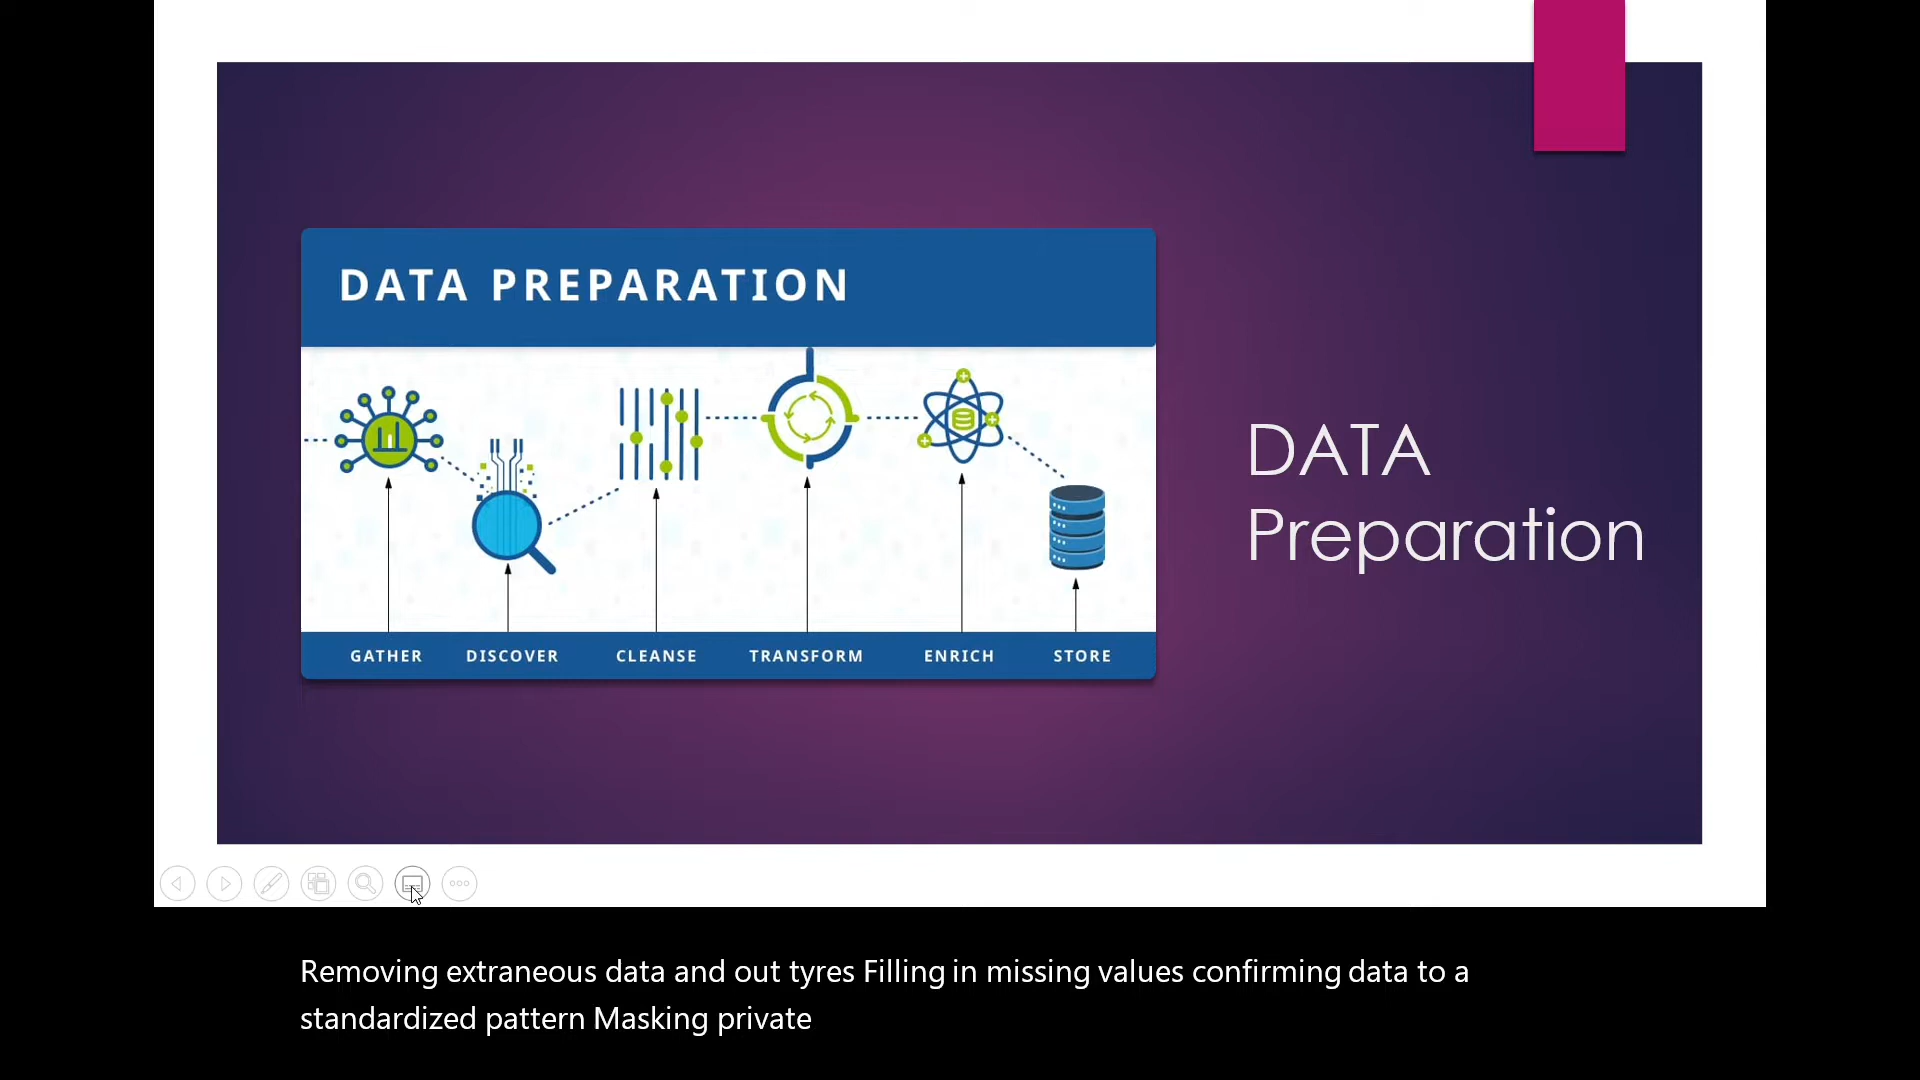 DATA PREPARATION
GATHER DISCOVER CLEANSE TRANSFORM ENRICH STORE
DATA
Preparation
Removing extraneous data and out tyres Filling in missing values confirming data to a
standardized pattern Masking private